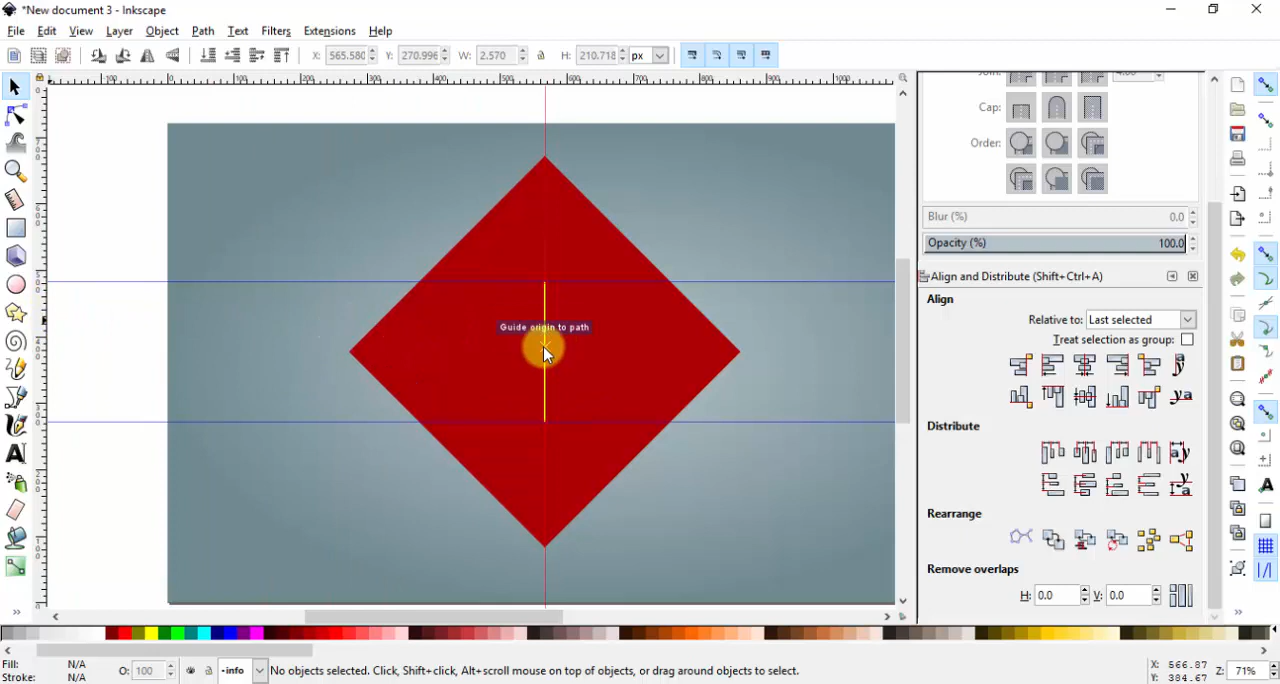 *New document 3 - Inkscape
File Edit View Layer Object Path Text Filters Extensions Help
X: 565.580 Y: 270.996 W: 2.570 H: 210.718 px
Cap:
Order:
Blur (%) 0.0
Opacity (%) 100.0
Align and Distribute (Shift+Ctrl+A)
Align
Relative to: Last selected
Treat selection as group:
Guide origin to path
Distribute
Rearrange
Remove overlaps
H: 0.0 V: 0.0
Fill: N/A
Stroke: N/A
O: 100 -info No objects selected. Click, Shift+click, Alt+scroll mouse on top of objects, or drag around objects to select.
X: 566.87
Y: 384.67
Z: 71%